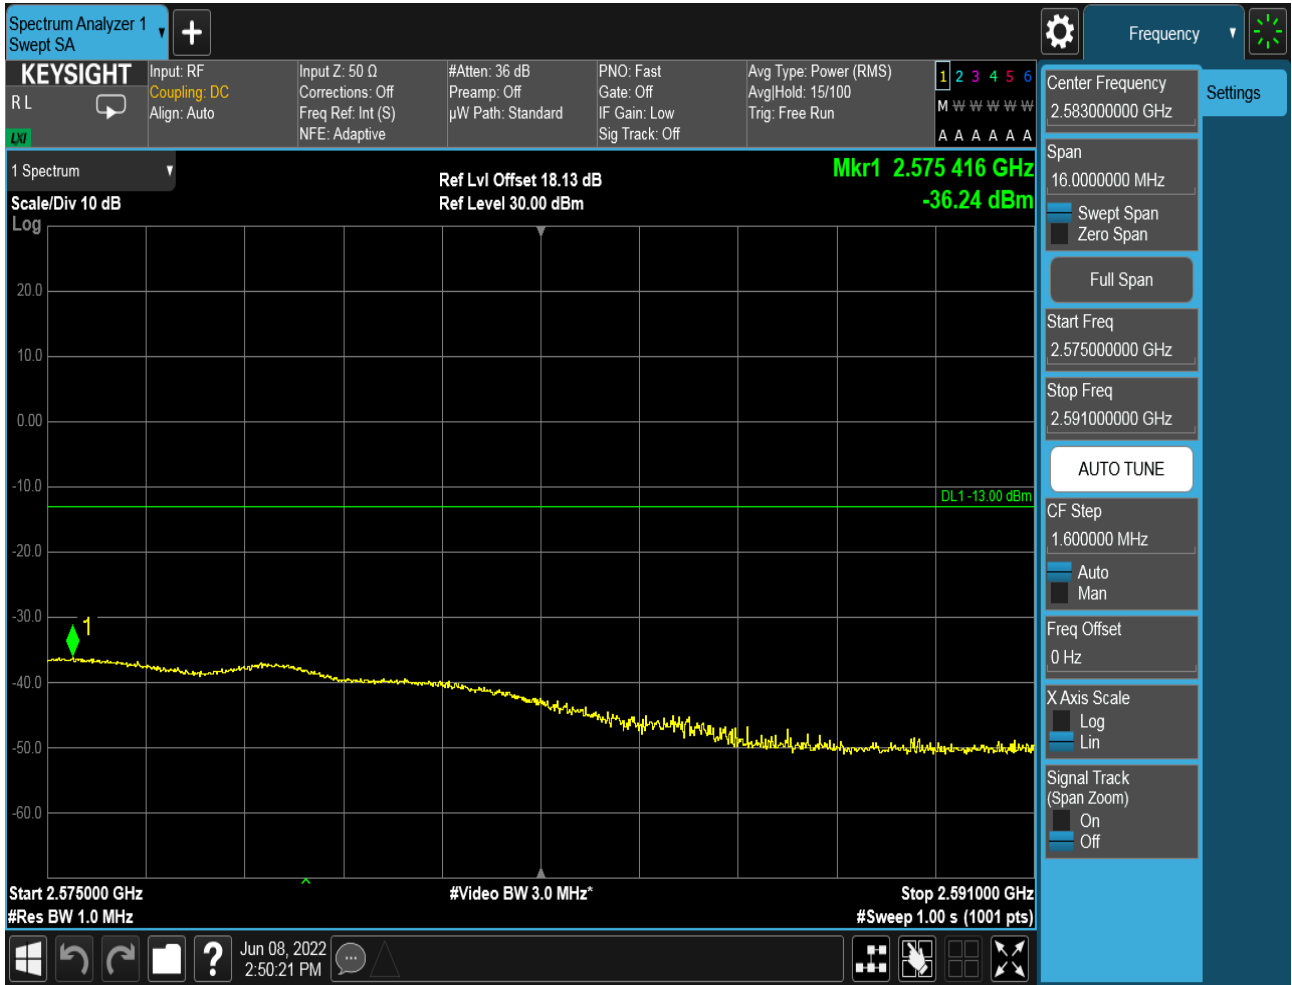 Spectrum Analyzer 1
Swept SA
Frequency
KEYSIGHT
R L
LXI
Input: RF
Coupling: DC
Align: Auto
Input Z: 50 Ω
Corrections: Off
Freq Ref: Int (S)
NFE: Adaptive
#Atten: 36 dB
Preamp: Off
µW Path: Standard
PNO: Fast
Gate: Off
IF Gain: Low
Sig Track: Off
Avg Type: Power (RMS)
Avg|Hold: 15/100
Trig: Free Run
1 2 3 4 5 6
M W W W W W
A A A A A A
1 Spectrum
Scale/Div 10 dB
Log
Ref Lvl Offset 18.13 dB
Ref Level 30.00 dBm
Mkr1 2.575 416 GHz
-36.24 dBm
20.0
10.0
0.00
-10.0
DL1 -13.00 dBm
-20.0
-30.0
1
-40.0
-50.0
-60.0
Start 2.575000 GHz
#Res BW 1.0 MHz
#Video BW 3.0 MHz*
Stop 2.591000 GHz
#Sweep 1.00 s (1001 pts)
Center Frequency
2.583000000 GHz
Settings
Span
16.0000000 MHz
Swept Span
Zero Span
Full Span
Start Freq
2.575000000 GHz
Stop Freq
2.591000000 GHz
AUTO TUNE
CF Step
1.600000 MHz
Auto
Man
Freq Offset
0 Hz
X Axis Scale
Log
Lin
Signal Track
(Span Zoom)
On
Off
?
Jun 08, 2022
2:50:21 PM